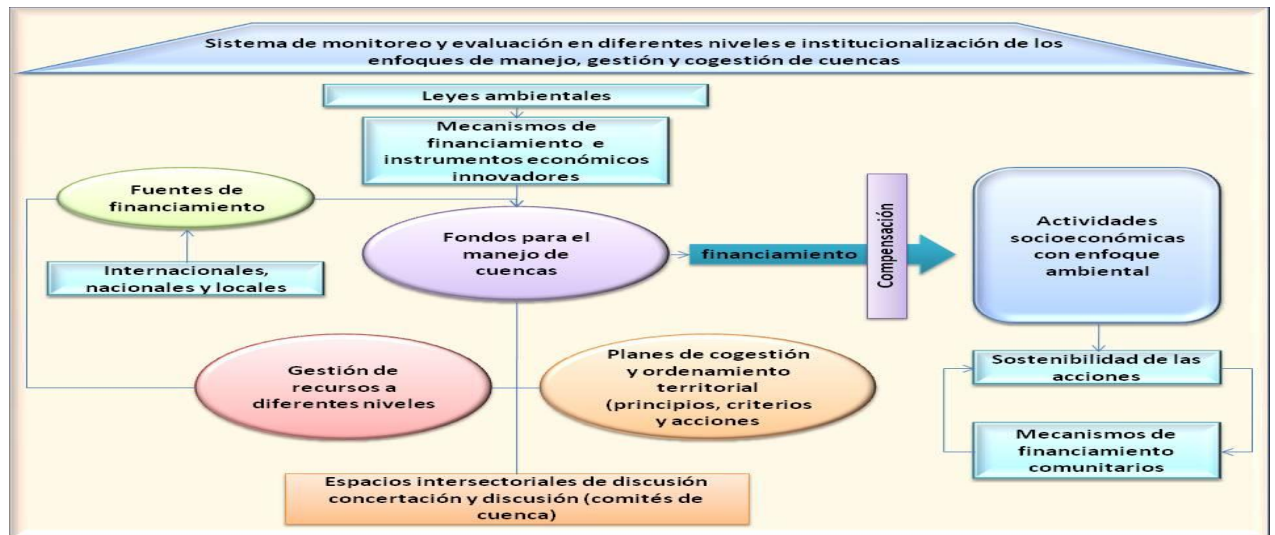 Sistema de monitoreo y evaluación en diferentes niveles e institucionalización de los
enfoques de manejo, gestión y cogestión de cuencas
Leyes ambientales
Mecanismos de
financiamiento e
instrumentos económicos
innovadores
Fuentes de
financiamiento
Internacionales,
nacionales y locales
Fondos para el
manejo de
cuencas
financiamiento
Compensación
Actividades
socioeconómicas
con enfoque
ambiental
Gestión de
recursos a
diferentes niveles
Planes de cogestión
y ordenamiento
territorial
(principios, criterios
y acciones
Sostenibilidad de las
acciones
Mecanismos de
financiamiento
comunitarios
Espacios intersectoriales de discusión
concertación y discusión (comités de
cuenca)